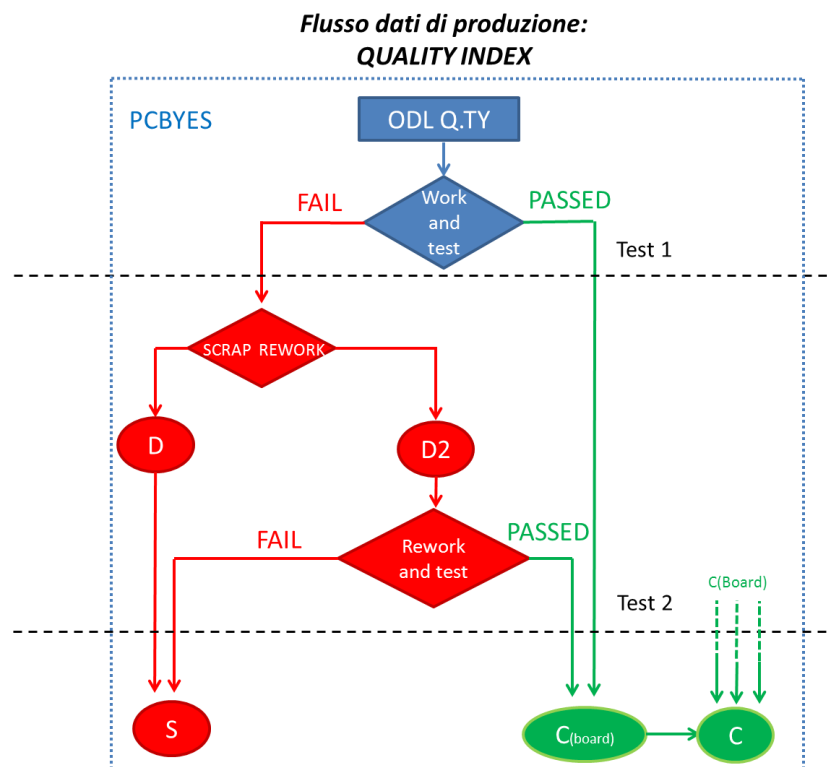 Flusso dati di produzione:
QUALITY INDEX
PCBYES
ODL Q.TY
Work
and
test
FAIL
PASSED
Test 1
SCRAP REWORK
D
D2
FAIL
Rework
and test
PASSED
C(Board)
Test 2
S
C(board)
C